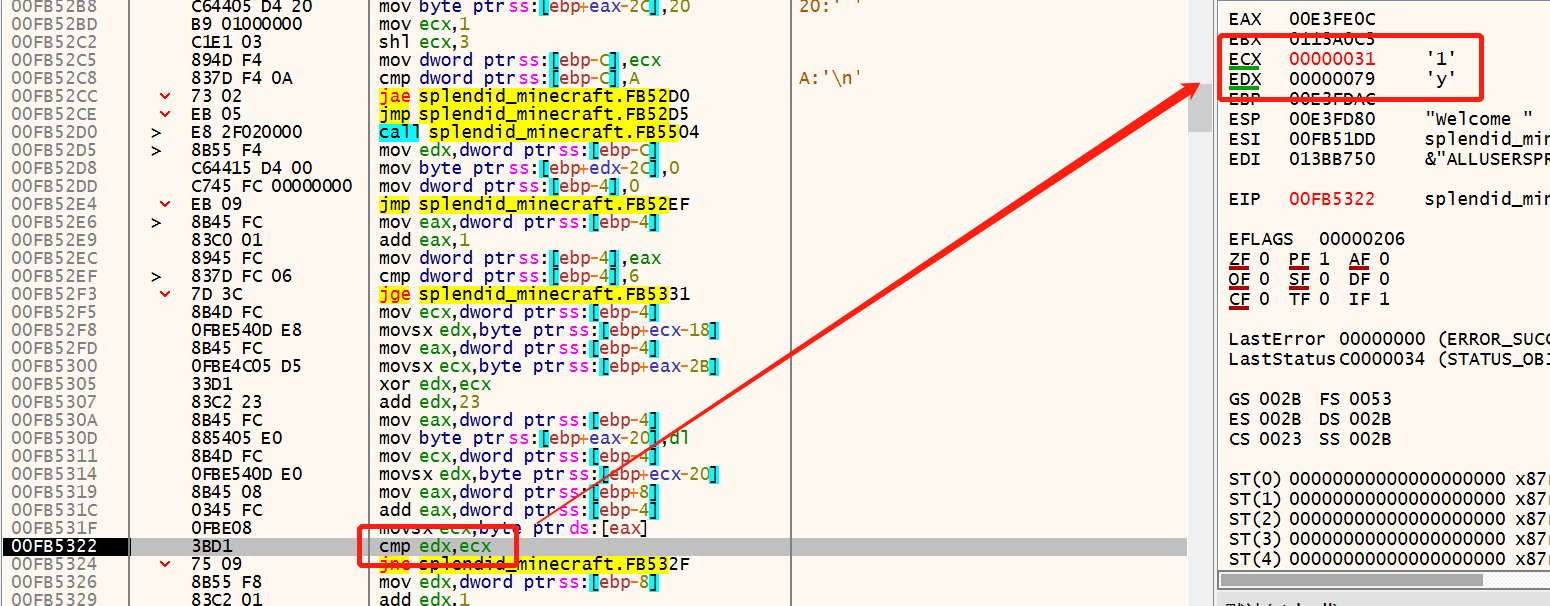 00FB52B8 C64405 D4 20 mov byte ptr ss:[ebp+eax-2C],20 20:' '
00FB52BD B9 01000000 mov ecx,1
00FB52C2 C1E1 03 shl ecx,3
00FB52C5 894D F4 mov dword ptr ss:[ebp-C],ecx
00FB52C8 837D F4 0A cmp dword ptr ss:[ebp-C],A A:'\n'
00FB52CC 73 02 jae splendid_minecraft.FB52D0
00FB52CE EB 05 jmp splendid_minecraft.FB52D5
00FB52D0 > E8 2F020000 call splendid_minecraft.FB5504
00FB52D5 > 8B55 F4 mov edx,dword ptr ss:[ebp-C]
00FB52D8 C64415 D4 00 mov byte ptr ss:[ebp+edx-2C],0
00FB52DD C745 FC 00000000 mov dword ptr ss:[ebp-4],0
00FB52E4 EB 09 jmp splendid_minecraft.FB52EF
00FB52E6 > 8B45 FC mov eax,dword ptr ss:[ebp-4]
00FB52E9 83C0 01 add eax,1
00FB52EC 8945 FC mov dword ptr ss:[ebp-4],eax
00FB52EF > 837D FC 06 cmp dword ptr ss:[ebp-4],6
00FB52F3 7D 3C jge splendid_minecraft.FB5331
00FB52F5 8B4D FC mov ecx,dword ptr ss:[ebp-4]
00FB52F8 0FBE540D E8 movsx edx,byte ptr ss:[ebp+ecx-18]
00FB52FD 8B45 FC mov eax,dword ptr ss:[ebp-4]
00FB5300 0FBE4C05 D5 movsx ecx,byte ptr ss:[ebp+eax-2B]
00FB5305 33D1 xor edx,ecx
00FB5307 83C2 23 add edx,23
00FB530A 8B45 FC mov eax,dword ptr ss:[ebp-4]
00FB530D 885405 E0 mov byte ptr ss:[ebp+eax-20],dl
00FB5311 8B4D FC mov ecx,dword ptr ss:[ebp-4]
00FB5314 0FBE540D E0 movsx edx,byte ptr ss:[ebp+ecx-20]
00FB5319 8B45 08 mov eax,dword ptr ss:[ebp+8]
00FB531C 0345 FC add eax,dword ptr ss:[ebp-4]
00FB531F 0FBE08 movsx ecx,byte ptr ds:[eax]
00FB5322 3BD1 cmp edx,ecx
00FB5324 75 09 jne splendid_minecraft.FB532F
00FB5326 8B55 F8 mov edx,dword ptr ss:[ebp-8]
00FB5329 83C2 01 add edx,1
EAX 00E3FE0C
EBX 0113A0C5
ECX 00000031 '1'
EDX 00000079 'y'
EBP 00E3FDAC
ESP 00E3FD80 "Welcome "
ESI 00FB51DD splendid_min
EDI 013BB750 &"ALLUSERSPR
EIP 00FB5322 splendid_min
EFLAGS 00000206
ZF 0 PF 1 AF 0
OF 0 SF 0 DF 0
CF 0 TF 0 IF 1
LastError 00000000 (ERROR_SUCC
LastStatus C0000034 (STATUS_OBJ
GS 002B FS 0053
ES 002B DS 002B
CS 0023 SS 002B
ST(0) 00000000000000000000 x87r
ST(1) 00000000000000000000 x87r
ST(2) 00000000000000000000 x87r
ST(3) 00000000000000000000 x87r
ST(4) 00000000000000000000 x87r